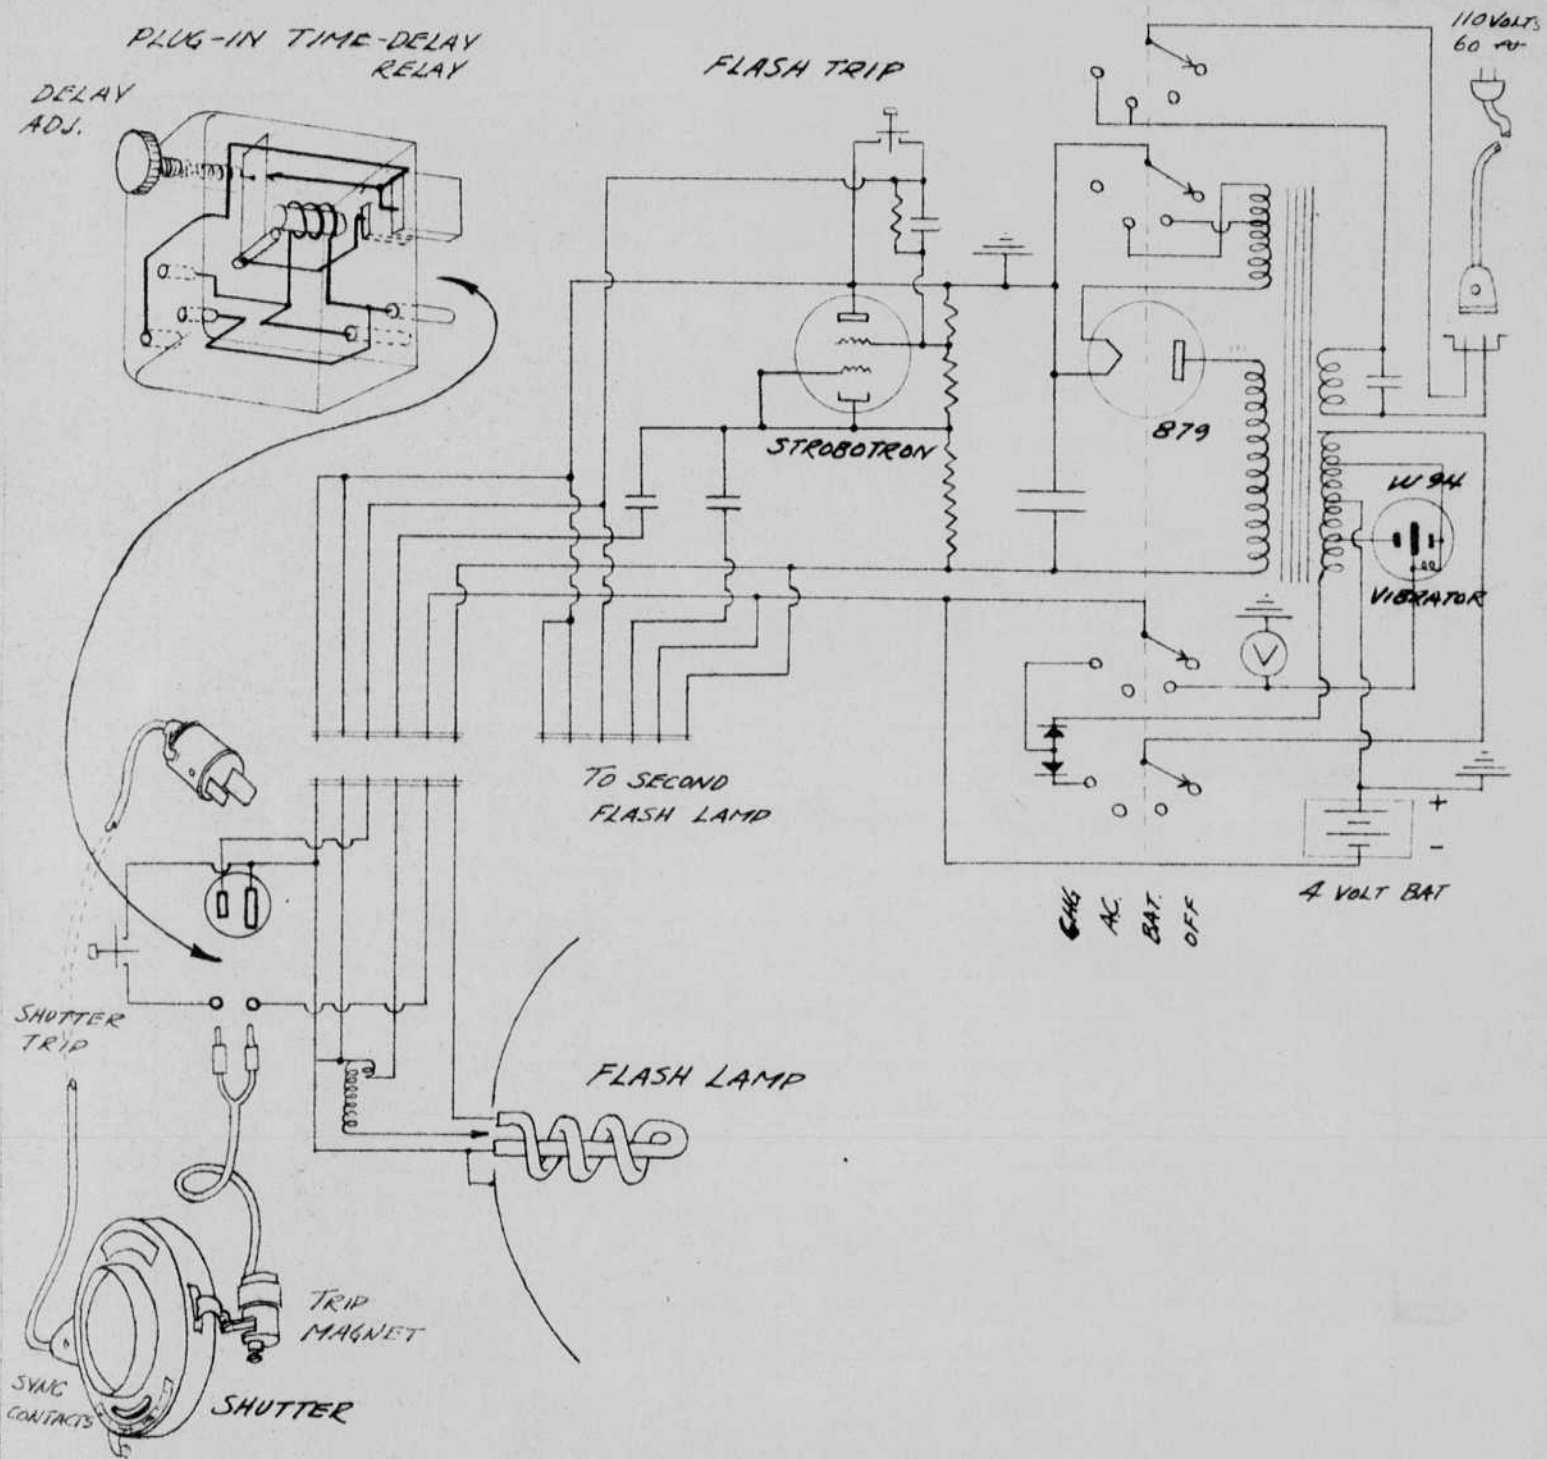 PLUG-IN TIME-DELAY
RELAY
DELAY
ADJ.
FLASH TRIP
110 VOLTS
60 ~
STROBOTRON
879
W 94
VIBRATOR
V
TO SECOND
FLASH LAMP
+
-
4 VOLT BAT
CHG
AC.
BAT.
OFF
SHUTTER
TRIP
FLASH LAMP
TRIP
MAGNET
SYNC
CONTACTS
SHUTTER